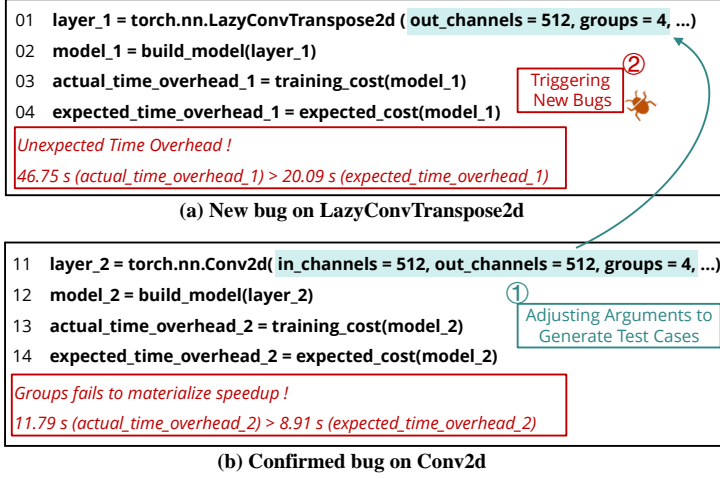 01 layer_1 = torch.nn.LazyConvTranspose2d ( out_channels = 512, groups = 4, ...)
02 model_1 = build_model(layer_1)
03 actual_time_overhead_1 = training_cost(model_1)
04 expected_time_overhead_1 = expected_cost(model_1)
②
Triggering
New Bugs
Unexpected Time Overhead !
46.75 s (actual_time_overhead_1) > 20.09 s (expected_time_overhead_1)
(a) New bug on LazyConvTranspose2d
11 layer_2 = torch.nn.Conv2d( in_channels = 512, out_channels = 512, groups = 4, ...)
12 model_2 = build_model(layer_2)
13 actual_time_overhead_2 = training_cost(model_2)
14 expected_time_overhead_2 = expected_cost(model_2)
①
Adjusting Arguments to
Generate Test Cases
Groups fails to materialize speedup !
11.79 s (actual_time_overhead_2) > 8.91 s (expected_time_overhead_2)
(b) Confirmed bug on Conv2d